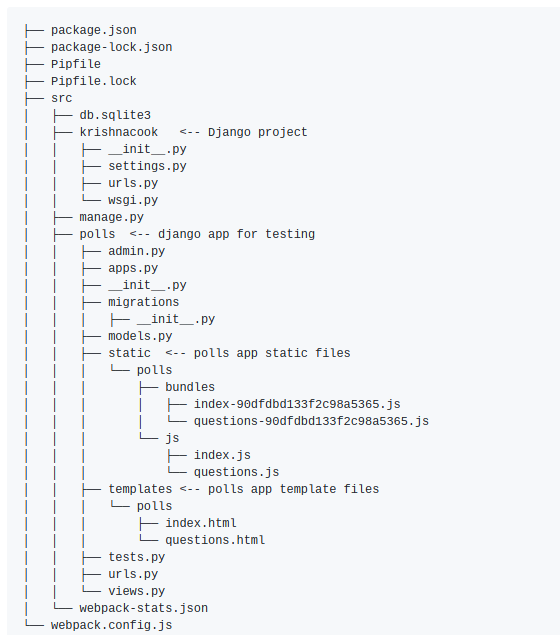 ├── package.json
├── package-lock.json
├── Pipfile
├── Pipfile.lock
├── src
│   ├── db.sqlite3
│   ├── krishnacook   <-- Django project
│   │   ├── __init__.py
│   │   ├── settings.py
│   │   ├── urls.py
│   │   └── wsgi.py
│   ├── manage.py
│   ├── polls  <-- django app for testing
│   │   ├── admin.py
│   │   ├── apps.py
│   │   ├── __init__.py
│   │   ├── migrations
│   │   │   ├── __init__.py
│   │   ├── models.py
│   │   ├── static  <-- polls app static files
│   │   │   └── polls
│   │   │       ├── bundles
│   │   │       │   ├── index-90dfdbd133f2c98a5365.js
│   │   │       │   └── questions-90dfdbd133f2c98a5365.js
│   │   │       └── js
│   │   │           ├── index.js
│   │   │           └── questions.js
│   │   ├── templates <-- polls app template files
│   │   │   └── polls
│   │   │       ├── index.html
│   │   │       └── questions.html
│   │   ├── tests.py
│   │   ├── urls.py
│   │   └── views.py
│   └── webpack-stats.json
└── webpack.config.js